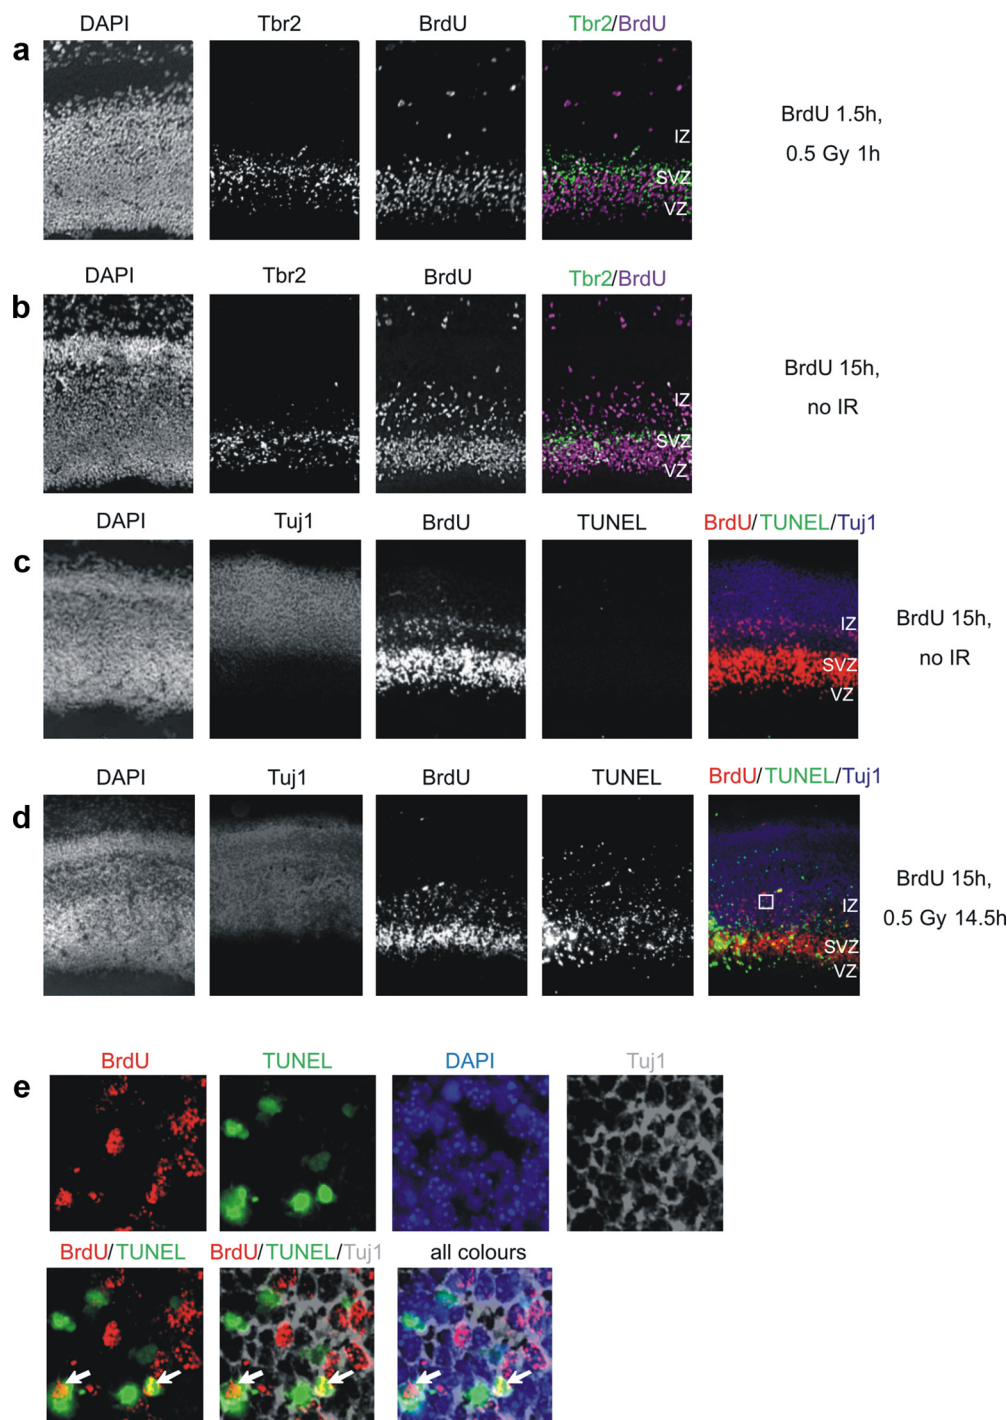 DAPI Tbr2 BrdU Tbr2/BrdU
a
IZ
SVZ
VZ
BrdU 1.5h,
0.5 Gy 1h
DAPI Tbr2 BrdU Tbr2/BrdU
b
IZ
SVZ
VZ
BrdU 15h,
no IR
DAPI Tuj1 BrdU TUNEL BrdU/TUNEL/Tuj1
c
IZ
SVZ
VZ
BrdU 15h,
no IR
DAPI Tuj1 BrdU TUNEL BrdU/TUNEL/Tuj1
d
IZ
SVZ
VZ
BrdU 15h,
0.5 Gy 14.5h
e
BrdU TUNEL DAPI Tuj1
BrdU/TUNEL BrdU/TUNEL/Tuj1 all colours